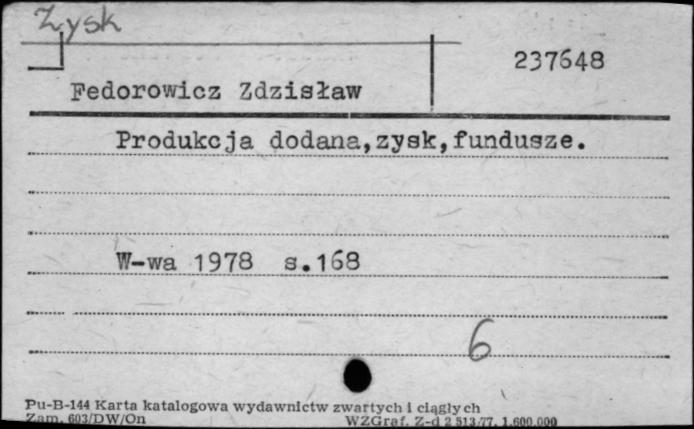 Zysk
237648
Fedorowicz Zdzisław
Produkcja dodana,zysk,fundusze.
W-wa 1978 s.168
6
Pu-B-144 Karta katalogowa wydawnictw zwartych i ciągłych
Zam. 603/DW/On WZGraf. Z-d 2 513/77. 1.600.000